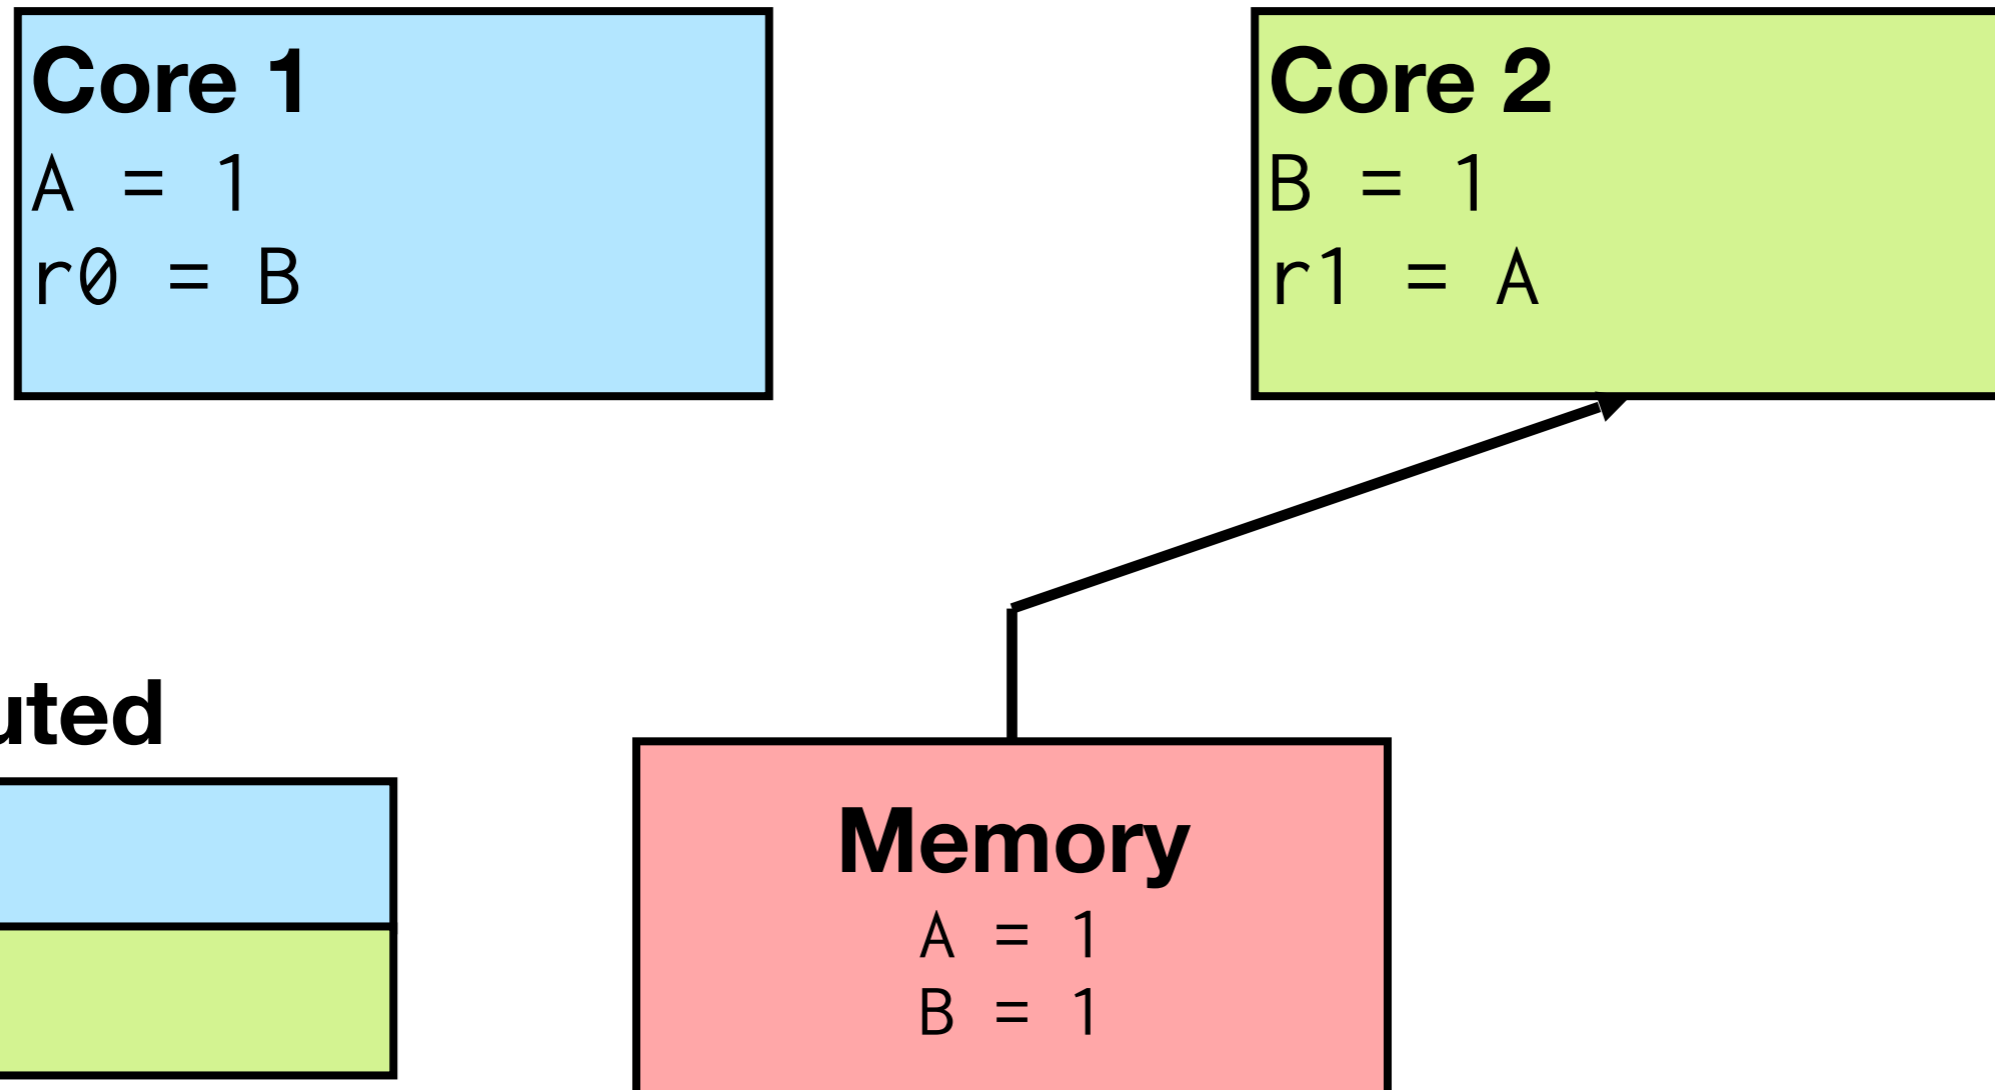 Core 1
A = 1
r0 = B
Core 2
B = 1
r1 = A
uted
Memory
A = 1
B = 1